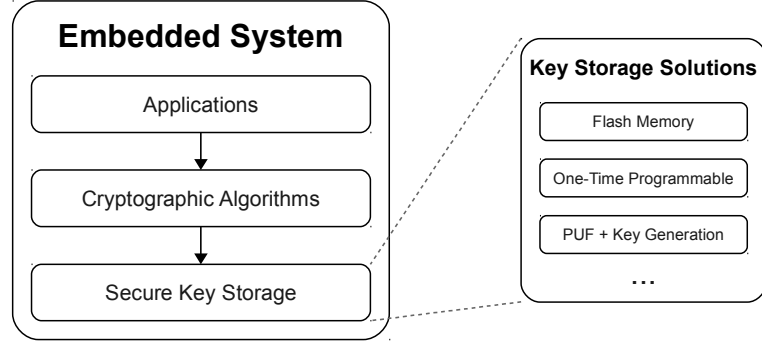 Embedded System
Applications
Cryptographic Algorithms
Secure Key Storage
Key Storage Solutions
Flash Memory
One-Time Programmable
PUF + Key Generation
...